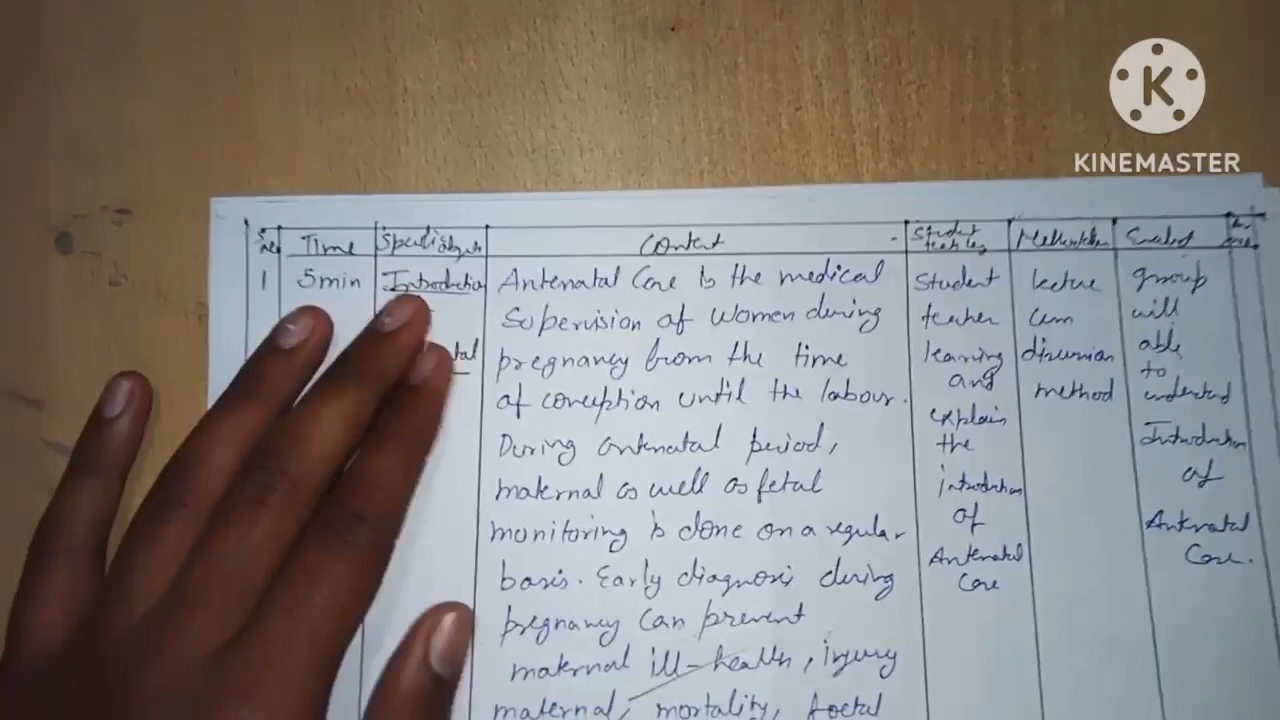 KINEMASTER
Time
Content
Student
1
5min
Introduction
Antenatal Care is the medical
Supervision of women during
pregnancy from the time
of conception until the labour.
During antenatal period,
maternal as well as fetal
monitoring is done on a regular
basis. Early diagnosis during
pregnancy can prevent
maternal ill-health, injury
maternal, mortality, foetal
Student
teacher
learning
and
explain
the
introduction
of
Antenatal
Care
lecture
cum
discussion
method
group
will
able
to
understand
Introduction
of
Antenatal
Care.